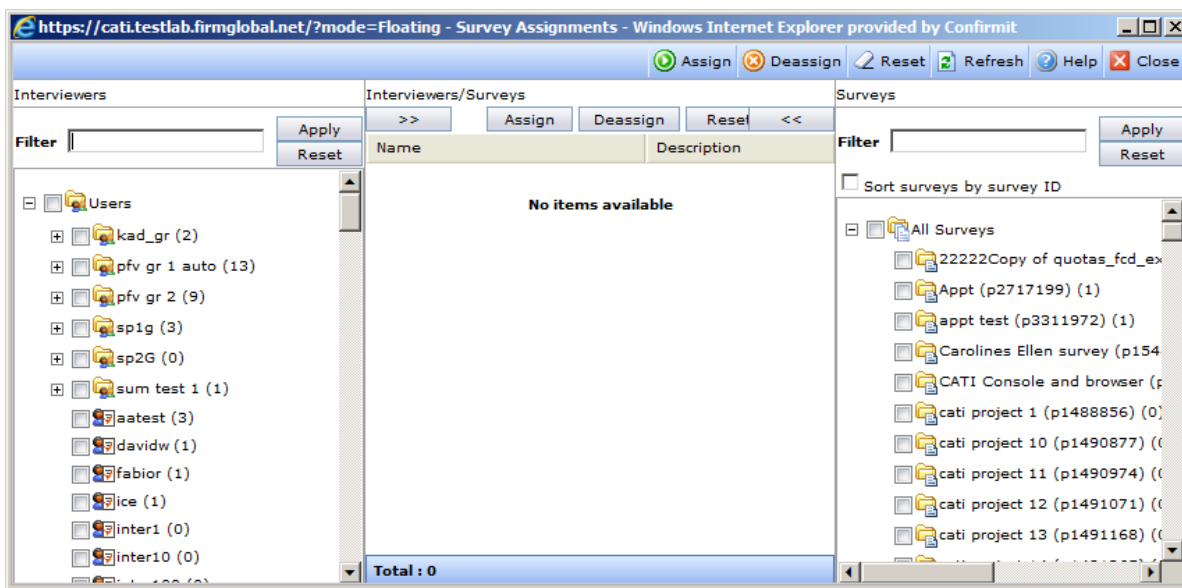 https://cati.testlab.firmglobal.net/?mode=Floating - Survey Assignments - Windows Internet Explorer provided by Confirmit
Assign Deassign Reset Refresh Help Close
Interviewers
Filter
Apply
Reset
Users
kad_gr (2)
pfv gr 1 auto (13)
pfv gr 2 (9)
sp1g (3)
sp2G (0)
sum test 1 (1)
aatest (3)
davidw (1)
fabior (1)
ice (1)
inter1 (0)
inter10 (0)
Interviewers/Surveys
>> Assign Deassign Reset <<
Name Description
No items available
Total : 0
Surveys
Filter
Apply
Reset
Sort surveys by survey ID
All Surveys
22222Copy of quotas_fcd_ex
Appt (p2717199) (1)
appt test (p3311972) (1)
Carolines Ellen survey (p154
CATI Console and browser (p
cati project 1 (p1488856) (0)
cati project 10 (p1490877) (0
cati project 11 (p1490974) (0
cati project 12 (p1491071) (0
cati project 13 (p1491168) (0